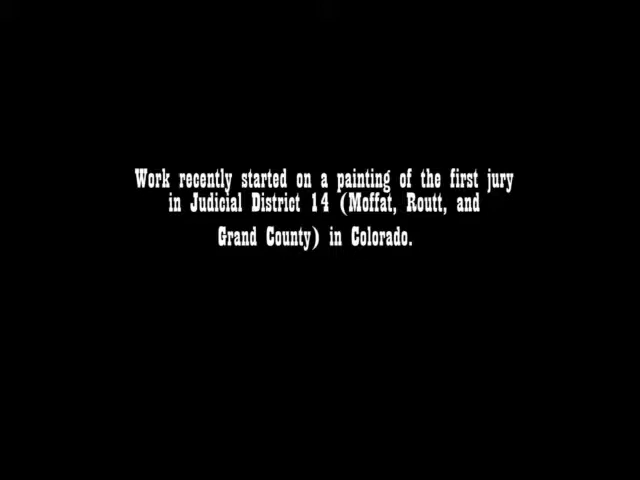 Work recently started on a painting of the first jury
in Judicial District 14 (Moffat, Routt, and
Grand County) in Colorado.